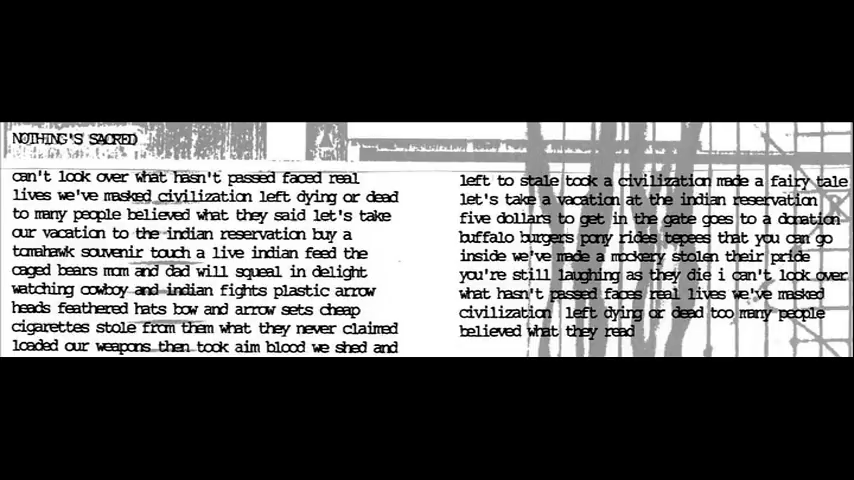 NOTHING'S SACRED
can't look over what hasn't passed faced real
lives we've masked civilization left dying or dead
to many people believed what they said let's take
our vacation to the indian reservation buy a
tomahawk souvenir touch a live indian feed the
caged bears mom and dad will squeal in delight
watching cowboy and indian fights plastic arrow
heads feathered hats bow and arrow sets cheap
cigarettes stole from them what they never claimed
loaded our weapons then took aim blood we shed and
left to stale took a civilization made a fairy tale
let's take a vacation at the indian reservation
five dollars to get in the gate goes to a donation
buffalo burgers pony rides tepees that you can go
inside we've made a mockery stolen their pride
you're still laughing as they die i can't look over
what hasn't passed faces real lives we've masked
civilization left dying or dead too many people
believed what they read